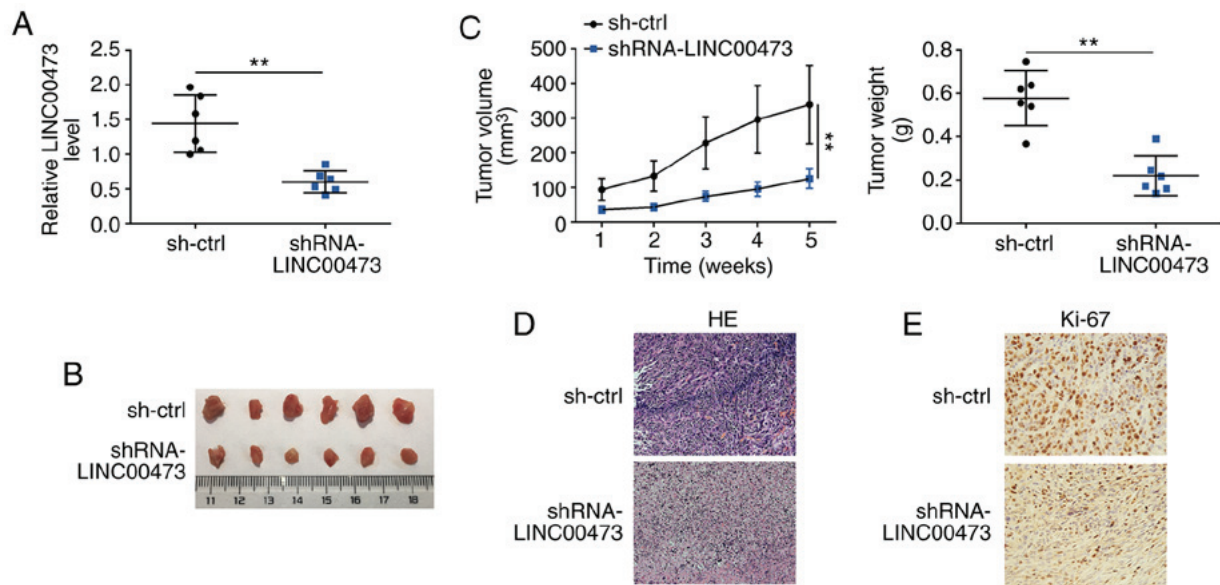 A
Relative LINC00473
level
2.5
2.0
1.5
1.0
0.5
0.0
**
sh-ctrl
shRNA-
LINC00473
C
sh-ctrl
shRNA-LINC00473
Tumor volume
(mm3)
500
400
300
200
100
0
**
1 2 3 4 5
Time (weeks)
Tumor weight
(g)
0.8
0.6
0.4
0.2
0.0
**
sh-ctrl
shRNA-
LINC00473
B
sh-ctrl
shRNA-
LINC00473
11 12 13 14 15 16 17 18
D
HE
sh-ctrl
shRNA-
LINC00473
E
Ki-67
sh-ctrl
shRNA-
LINC00473